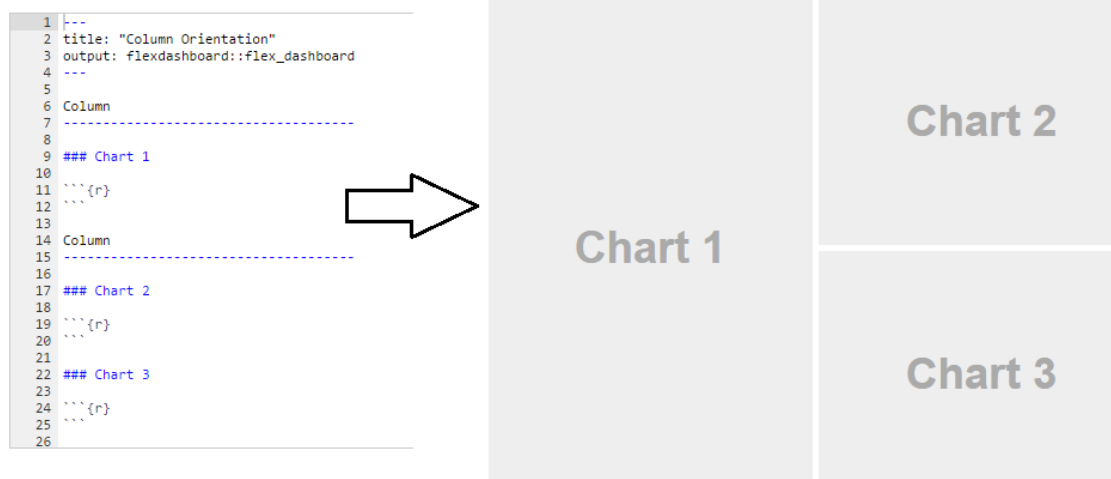 1 ---
2 title: "Column Orientation"
3 output: flexdashboard::flex_dashboard
4 ---
5
6 Column
7 -------------------------------------
8
9 ### Chart 1
10
11 ```{r}
12 ```
13
14 Column
15 -------------------------------------
16
17 ### Chart 2
18
19 ```{r}
20 ```
21
22 ### Chart 3
23
24 ```{r}
25 ```
26
Chart 1
Chart 2
Chart 3